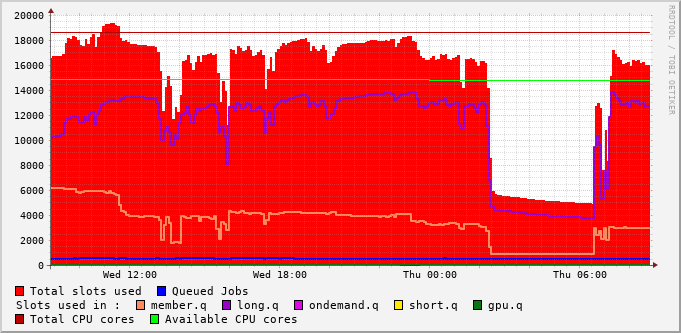 20000
18000
16000
14000
12000
10000
8000
6000
4000
2000
0
Wed 12:00 Wed 18:00 Thu 00:00 Thu 06:00
Total slots used Queued Jobs
Slots used in : member.q long.q ondemand.q short.q gpu.q
Total CPU cores Available CPU cores
RRDTOOL / TOBI OETIKER